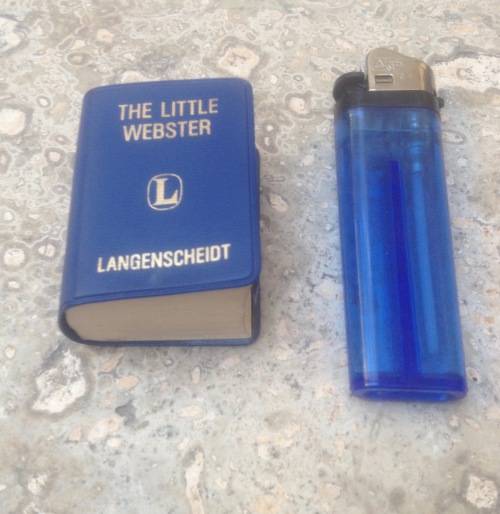 THE LITTLE
WEBSTER
L
LANGENSCHEIDT